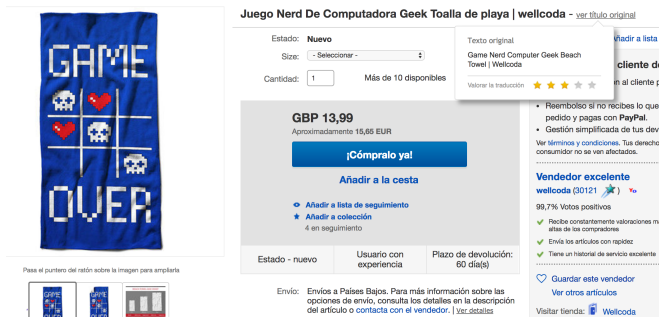 Juego Nerd De Computadora Geek Toalla de playa | wellcoda - ver título original
GAME
OVER
Pasa el puntero del ratón sobre la imagen para ampliarla
GAME
GAME
Estado: Nuevo
Size: - Seleccionar -
Cantidad: 1 Más de 10 disponibles
Texto original
Game Nerd Computer Geek Beach
Towel | Wellcoda
Valorar la traducción
GBP 13,99
Aproximadamente 15,65 EUR
¡Cómpralo ya!
Añadir a la cesta
Añadir a lista de seguimiento
Añadir a colección
4 en seguimiento
Estado - nuevo
Usuario con
experiencia
Plazo de devolución:
60 día(s)
Envío: Envíos a Países Bajos. Para más información sobre las
opciones de envío, consulta los detalles en la descripción
del artículo o contacta con el vendedor. | Ver detalles
Añadir a lista
cliente de
n al cliente p
Reembolso si no recibes lo que
pedido y pagas con PayPal.
Gestión simplificada de tus dev
Ver términos y condiciones. Tus derecho
consumidor no se ven afectados.
Vendedor excelente
wellcoda (30121 )
99,7% Votos positivos
Recibe constantemente valoraciones m
altas de los compradores
Envía los artículos con rapidez
Tiene un historial de servicio excelente
Guardar este vendedor
Ver otros artículos
Visitar tienda: Wellcoda